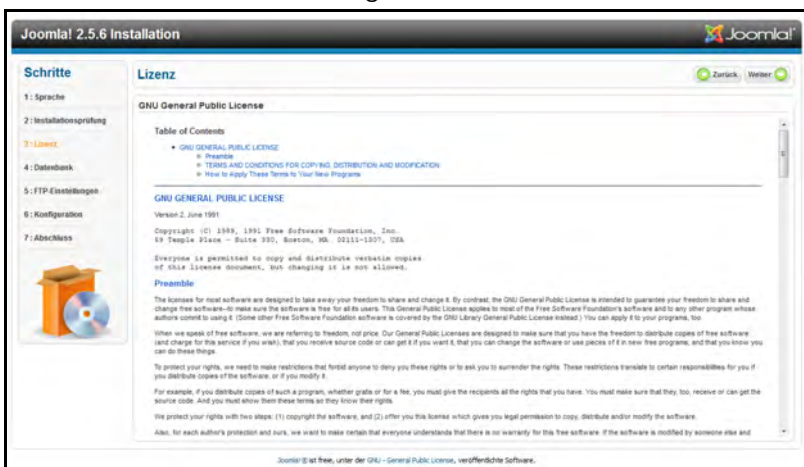 Joomla! 2.5.6 Installation
Joomla!
Schritte
1 : Sprache
2 : Installationsprüfung
3 : Lizenz
4 : Datenbank
5 : FTP-Einstellungen
6 : Konfiguration
7 : Abschluss
Lizenz
Zurück
Weiter
GNU General Public License
Table of Contents
GNU GENERAL PUBLIC LICENSE
Preamble
TERMS AND CONDITIONS FOR COPYING, DISTRIBUTION AND MODIFICATION
How to Apply These Terms to Your New Programs
GNU GENERAL PUBLIC LICENSE
Version 2, June 1991
Copyright (C) 1989, 1991 Free Software Foundation, Inc.
59 Temple Place - Suite 330, Boston, MA 02111-1307, USA
Everyone is permitted to copy and distribute verbatim copies
of this license document, but changing it is not allowed.
Preamble
The licenses for most software are designed to take away your freedom to share and change it. By contrast, the GNU General Public License is intended to guarantee your freedom to share and
change free software--to make sure the software is free for all its users. This General Public License applies to most of the Free Software Foundation's software and to any other program whose
authors commit to using it. (Some other Free Software Foundation software is covered by the GNU Library General Public License instead.) You can apply it to your programs, too.
When we speak of free software, we are referring to freedom, not price. Our General Public Licenses are designed to make sure that you have the freedom to distribute copies of free software
(and charge for this service if you wish), that you receive source code or can get it if you want it, that you can change the software or use pieces of it in new free programs, and that you know you
can do these things.
To protect your rights, we need to make restrictions that forbid anyone to deny you these rights or to ask you to surrender the rights. These restrictions translate to certain responsibilities for you if
you distribute copies of the software, or if you modify it.
For example, if you distribute copies of such a program, whether gratis or for a fee, you must give the recipients all the rights that you have. You must make sure that they, too, receive or can get the
source code. And you must show them these terms so they know their rights.
We protect your rights with two steps: (1) copyright the software, and (2) offer you this license which gives you legal permission to copy, distribute and/or modify the software.
Also, for each author's protection and ours, we want to make certain that everyone understands that there is no warranty for this free software. If the software is modified by someone else and
Joomla! ® ist freie, unter der GNU - General Public License, veröffentlichte Software.